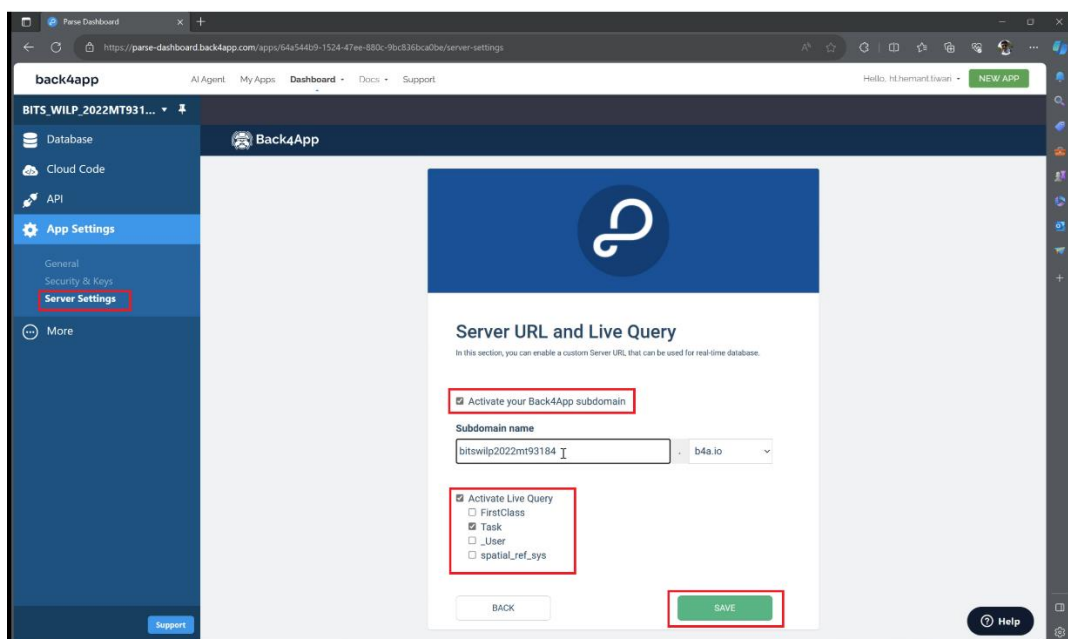 Parse Dashboard
https://parse-dashboard.back4app.com/apps/64a544b9-1524-47ee-880c-9bc836bca0be/server-settings
back4app
AI Agent My Apps Dashboard Docs Support
Hello, ht.hemant.tiwari
NEW APP
BITS_WILP_2022MT931...
Database
Back4App
Cloud Code
API
App Settings
General
Security & Keys
Server Settings
More
Server URL and Live Query
In this section, you can enable a custom Server URL that can be used for real-time database.
Activate your Back4App subdomain
Subdomain name
bitswilp2022mt93184 . b4a.io
Activate Live Query
FirstClass
Task
_User
spatial_ref_sys
BACK
SAVE
Support
Help